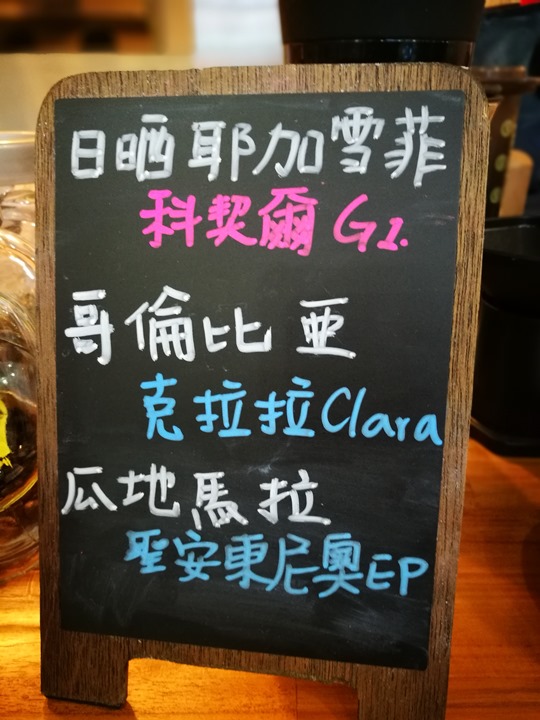 日晒耶加雪菲
科契爾 G1.
哥倫比亞
克拉拉Clara
瓜地馬拉
聖安東尼奧EP